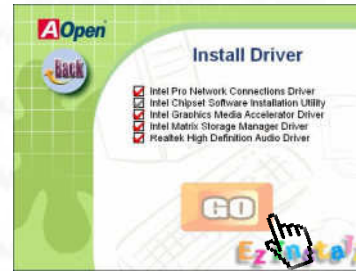 AOpen
Install Driver
Back
Intel Pro Network Connections Driver
Intel Chipset Software Installation Utility
Intel Graphics Media Accelerator Driver
Intel Matrix Storage Manager Driver
Realtek High Definition Audio Driver
GO